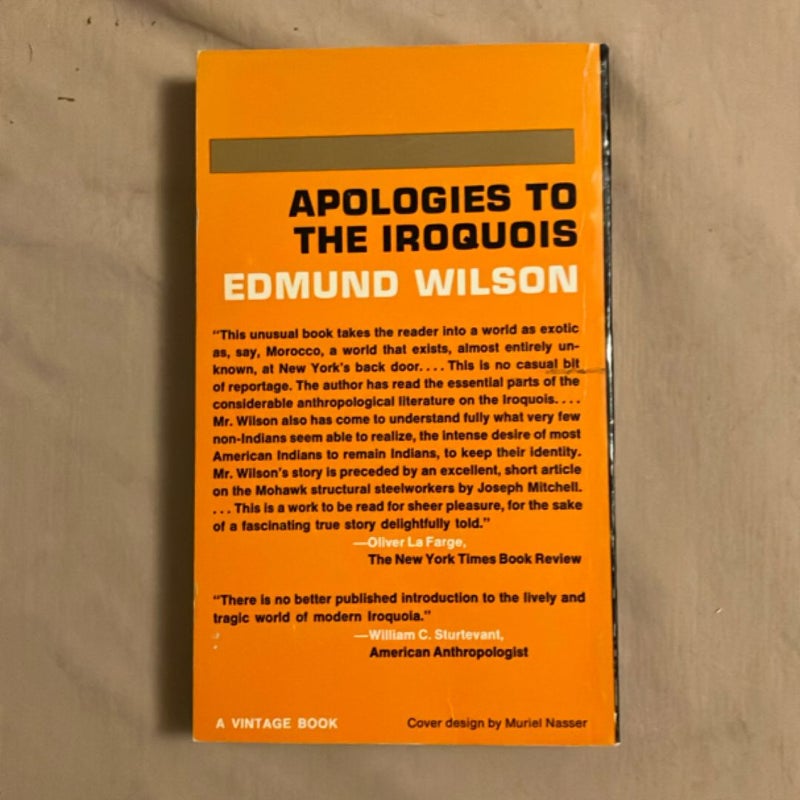 APOLOGIES TO
THE IROQUOIS
EDMUND WILSON
“This unusual book takes the reader into a world as exotic
as, say, Morocco, a world that exists, almost entirely un-
known, at New York’s back door. . . . This is no casual bit
of reportage. The author has read the essential parts of the
considerable anthropological literature on the Iroquois. . . .
Mr. Wilson also has come to understand fully what very few
non-Indians seem able to realize, the intense desire of most
American Indians to remain Indians, to keep their identity.
Mr. Wilson’s story is preceded by an excellent, short article
on the Mohawk structural steelworkers by Joseph Mitchell.
. . . This is a work to be read for sheer pleasure, for the sake
of a fascinating true story delightfully told.”
—Oliver La Farge,
The New York Times Book Review
“There is no better published introduction to the lively and
tragic world of modern Iroquoia.”
—William C. Sturtevant,
American Anthropologist
A VINTAGE BOOK
Cover design by Muriel Nasser